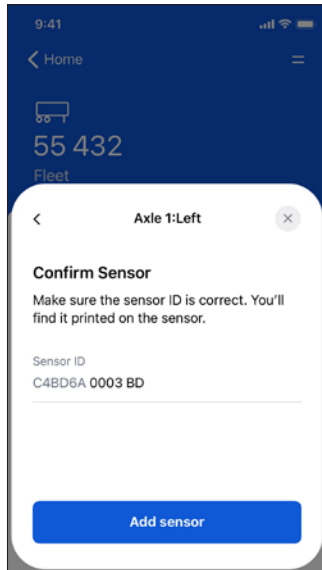 9:41
Home
55 432
Fleet
Axle 1:Left
Confirm Sensor
Make sure the sensor ID is correct. You'll
find it printed on the sensor.
Sensor ID
C4BD6A 0003 BD
Add sensor